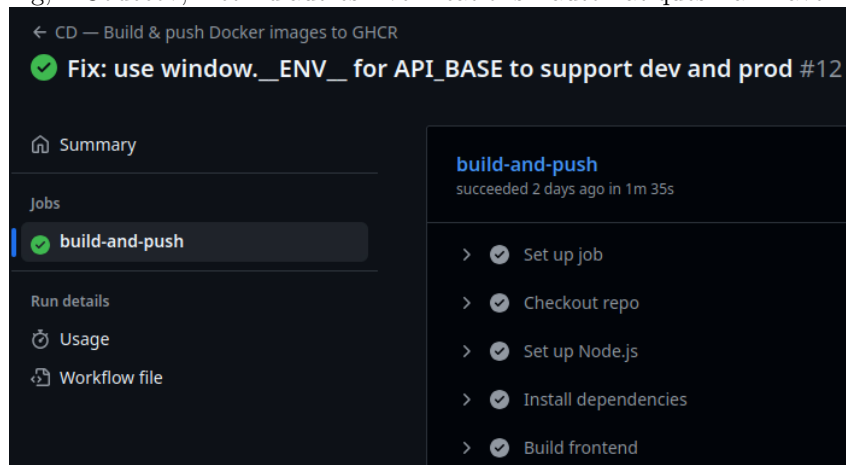 ← CD — Build & push Docker images to GHCR
Fix: use window.__ENV__ for API_BASE to support dev and prod #12
Summary
Jobs
build-and-push
Run details
Usage
Workflow file
build-and-push
succeeded 2 days ago in 1m 35s
Set up job
Checkout repo
Set up Node.js
Install dependencies
Build frontend